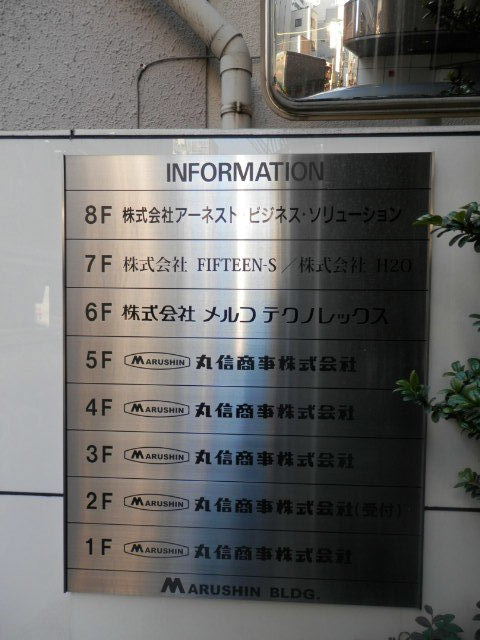 INFORMATION
8F 株式会社アーネスト・ビジネス・ソリューション
7F 株式会社 FIFTEEN-S／株式会社 H2O
6F 株式会社 メルコ テクノレックス
5F MARUSHIN 丸信商事株式会社
4F MARUSHIN 丸信商事株式会社
3F MARUSHIN 丸信商事株式会社
2F MARUSHIN 丸信商事株式会社(受付)
1F MARUSHIN 丸信商事株式会社
MARUSHIN BLDG.